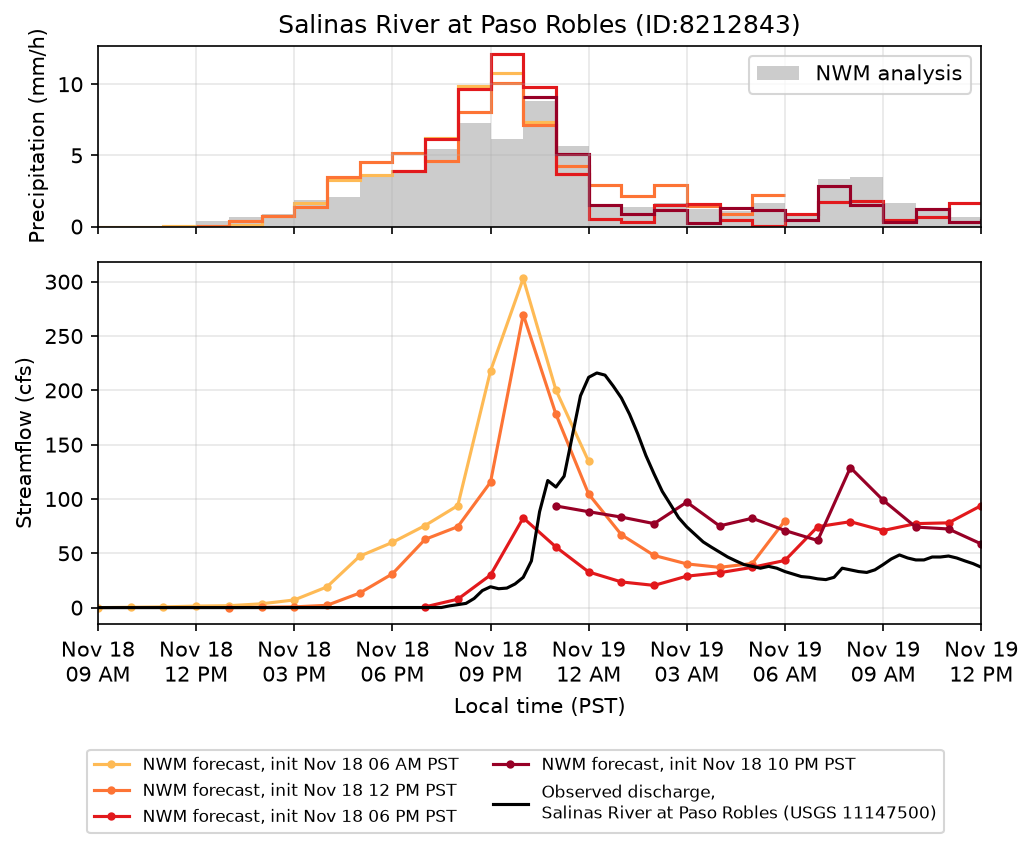 Salinas River at Paso Robles (ID:8212843)
Precipitation (mm/h)
10
5
0
NWM analysis
Streamflow (cfs)
300
250
200
150
100
50
0
Nov 18 Nov 18 Nov 18 Nov 18 Nov 18 Nov 19 Nov 19 Nov 19 Nov 19 Nov 19
09 AM 12 PM 03 PM 06 PM 09 PM 12 AM 03 AM 06 AM 09 AM 12 PM
Local time (PST)
NWM forecast, init Nov 18 06 AM PST
NWM forecast, init Nov 18 12 PM PST
NWM forecast, init Nov 18 06 PM PST
NWM forecast, init Nov 18 10 PM PST
Observed discharge,
Salinas River at Paso Robles (USGS 11147500)